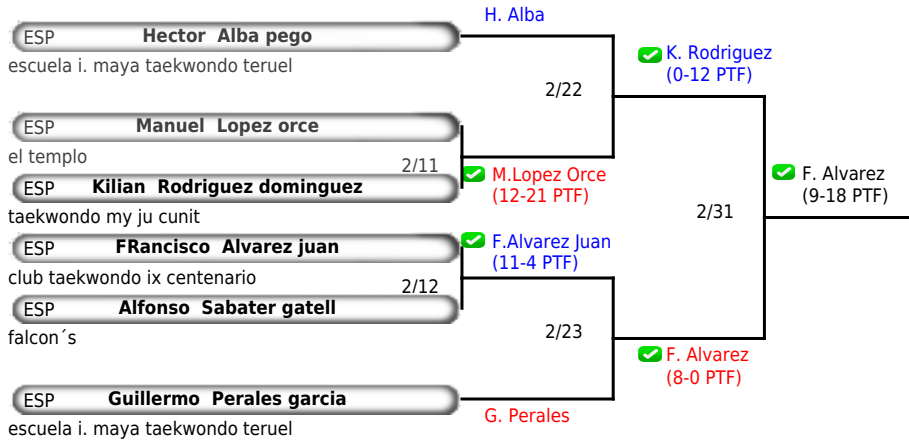 H. Alba
ESP Hector Alba pego
escuela i. maya taekwondo teruel
K. Rodriguez
(0-12 PTF)
2/22
ESP Manuel Lopez orce
el templo
2/11
M.Lopez Orce
(12-21 PTF)
ESP Kilian Rodriguez dominguez
taekwondo my ju cunit
F. Alvarez
(9-18 PTF)
2/31
ESP FRancisco Alvarez juan
club taekwondo ix centenario
F.Alvarez Juan
(11-4 PTF)
2/12
ESP Alfonso Sabater gatell
falcon´s
2/23
F. Alvarez
(8-0 PTF)
ESP Guillermo Perales garcia
escuela i. maya taekwondo teruel
G. Perales